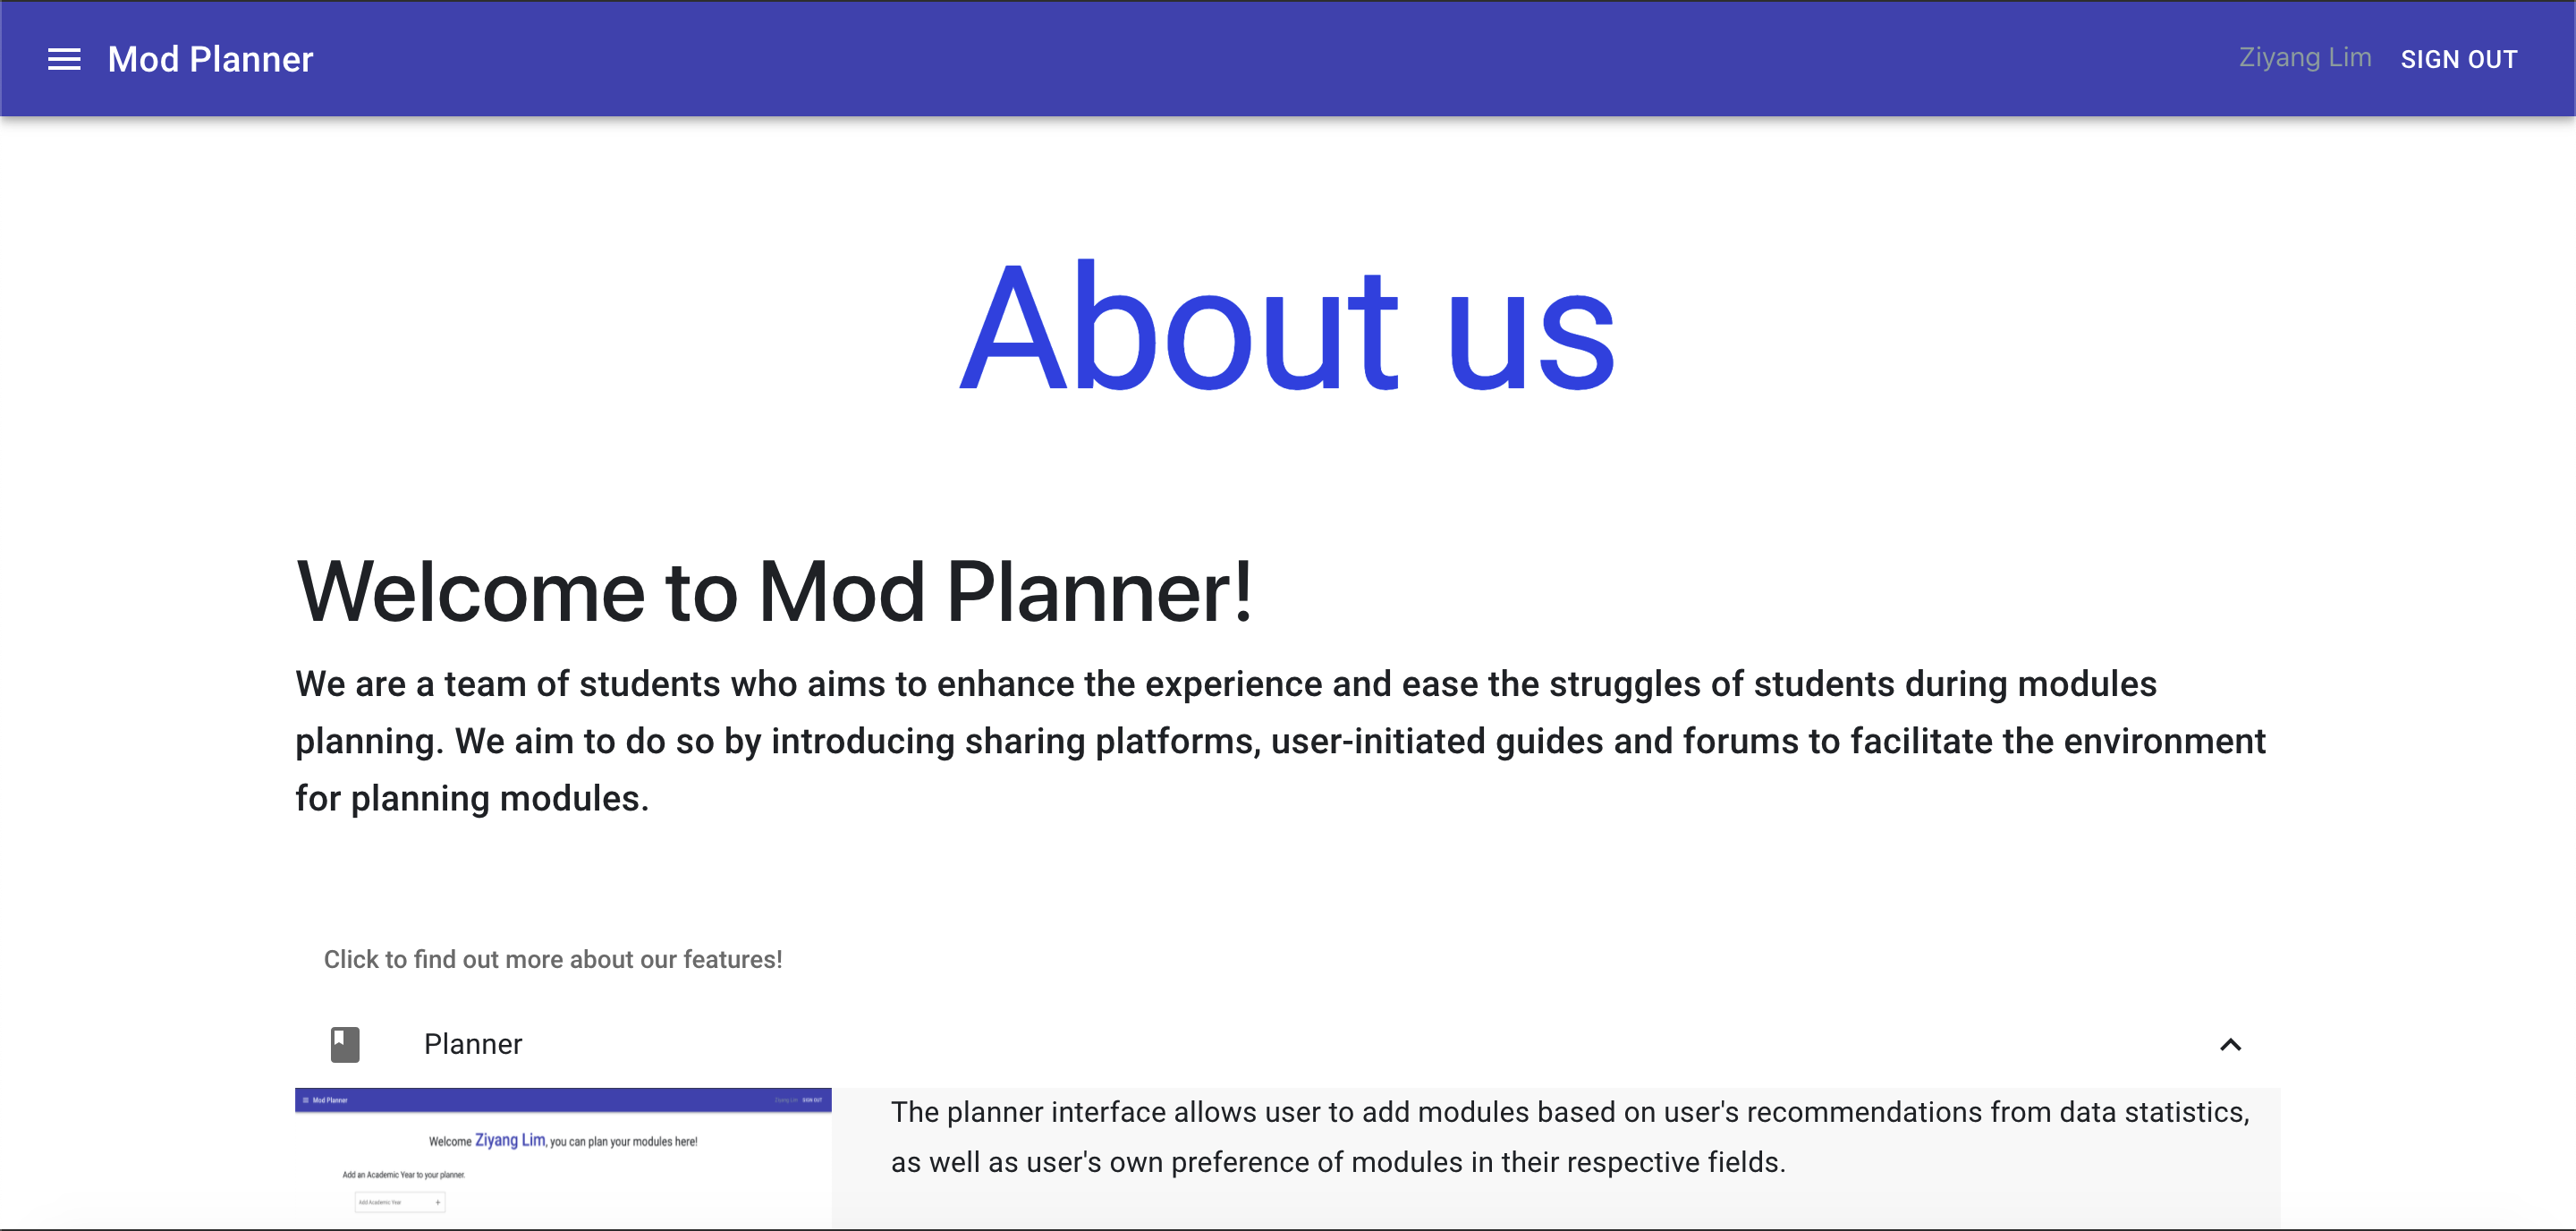 Mod Planner
Ziyang Lim SIGN OUT
About us
Welcome to Mod Planner!
We are a team of students who aims to enhance the experience and ease the struggles of students during modules
planning. We aim to do so by introducing sharing platforms, user-initiated guides and forums to facilitate the environment
for planning modules.
Click to find out more about our features!
Planner
Mod Planner
Ziyang Lim SIGN OUT
Welcome Ziyang Lim, you can plan your modules here!
Add an Academic Year to your planner.
Add Academic Year +
The planner interface allows user to add modules based on user's recommendations from data statistics,
as well as user's own preference of modules in their respective fields.